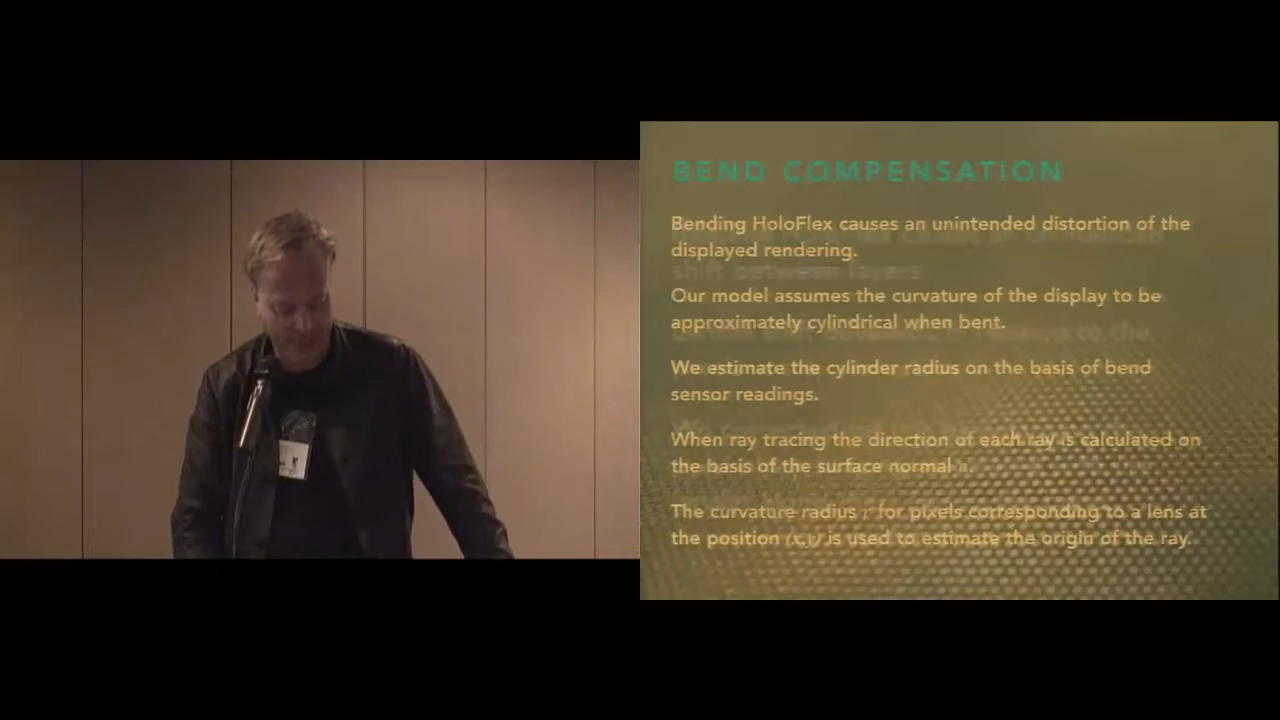 BEND COMPENSATION
Bending HoloFlex causes an unintended distortion of the
displayed rendering.
shift between layers
Our model assumes the curvature of the display to be
approximately cylindrical when bent.
We estimate the cylinder radius on the basis of bend
sensor readings.
When ray tracing the direction of each ray is calculated on
the basis of the surface normal n.
The curvature radius r for pixels corresponding to a lens at
the position (x,y) is used to estimate the origin of the ray.